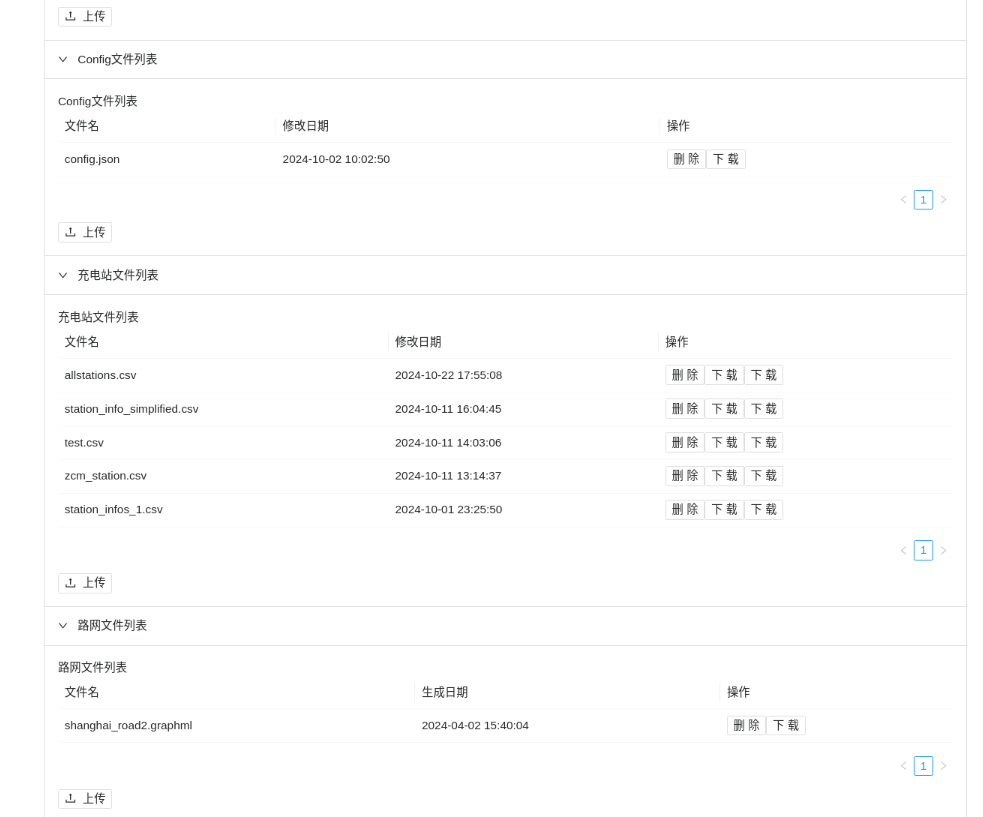 上传
Config文件列表
Config文件列表
文件名 修改日期 操作
config.json 2024-10-02 10:02:50 删 除 下 载
1
上传
充电站文件列表
充电站文件列表
文件名 修改日期 操作
allstations.csv 2024-10-22 17:55:08 删 除 下 载 下 载
station_info_simplified.csv 2024-10-11 16:04:45 删 除 下 载 下 载
test.csv 2024-10-11 14:03:06 删 除 下 载 下 载
zcm_station.csv 2024-10-11 13:14:37 删 除 下 载 下 载
station_infos_1.csv 2024-10-01 23:25:50 删 除 下 载 下 载
1
上传
路网文件列表
路网文件列表
文件名 生成日期 操作
shanghai_road2.graphml 2024-04-02 15:40:04 删 除 下 载
1
上传